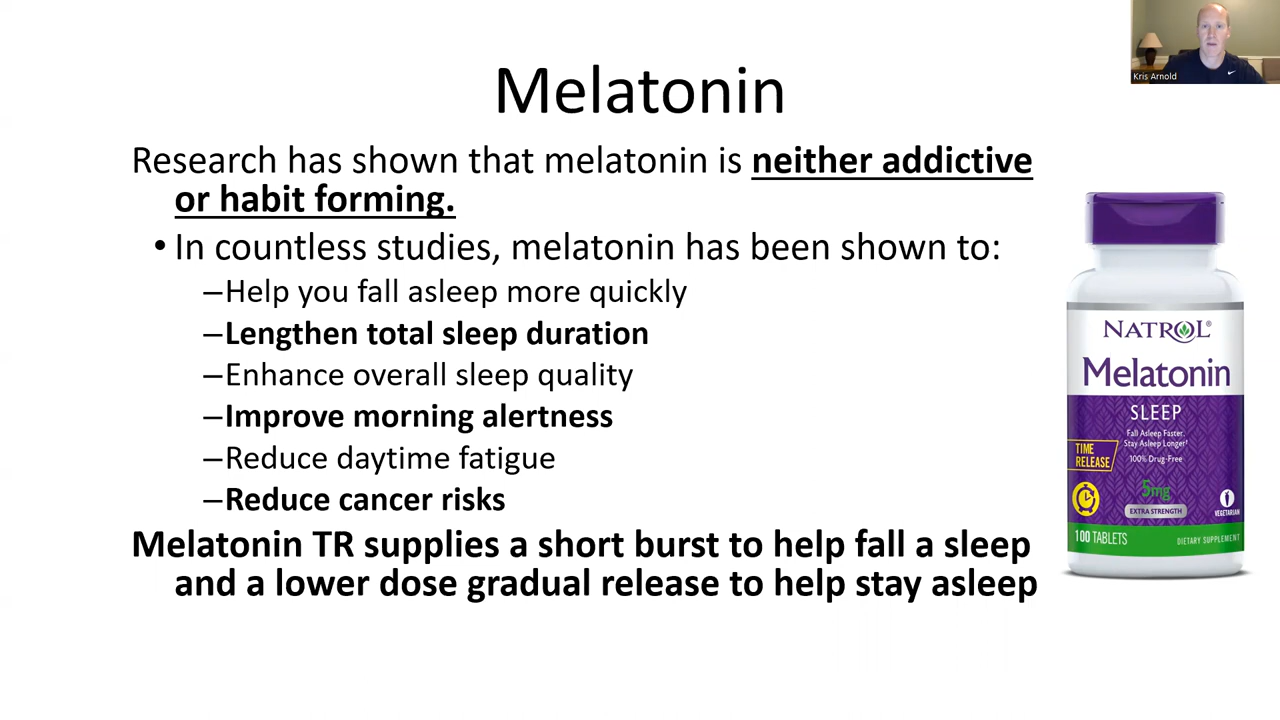 Kris Arnold
Melatonin
Research has shown that melatonin is neither addictive
or habit forming.
• In countless studies, melatonin has been shown to:
–Help you fall asleep more quickly
–Lengthen total sleep duration
–Enhance overall sleep quality
–Improve morning alertness
–Reduce daytime fatigue
–Reduce cancer risks
Melatonin TR supplies a short burst to help fall a sleep
and a lower dose gradual release to help stay asleep
NATROL®
Melatonin
SLEEP
Fall Asleep Faster,
Stay Asleep Longer†
100% Drug-Free
TIME
RELEASE
5mg
EXTRA STRENGTH
VEGETARIAN
100 TABLETS
DIETARY SUPPLEMENT